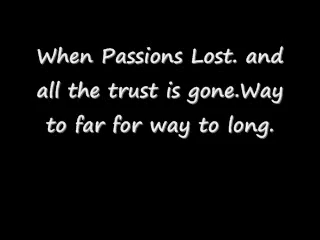 When Passions Lost. and
all the trust is gone.Way
to far for way to long.